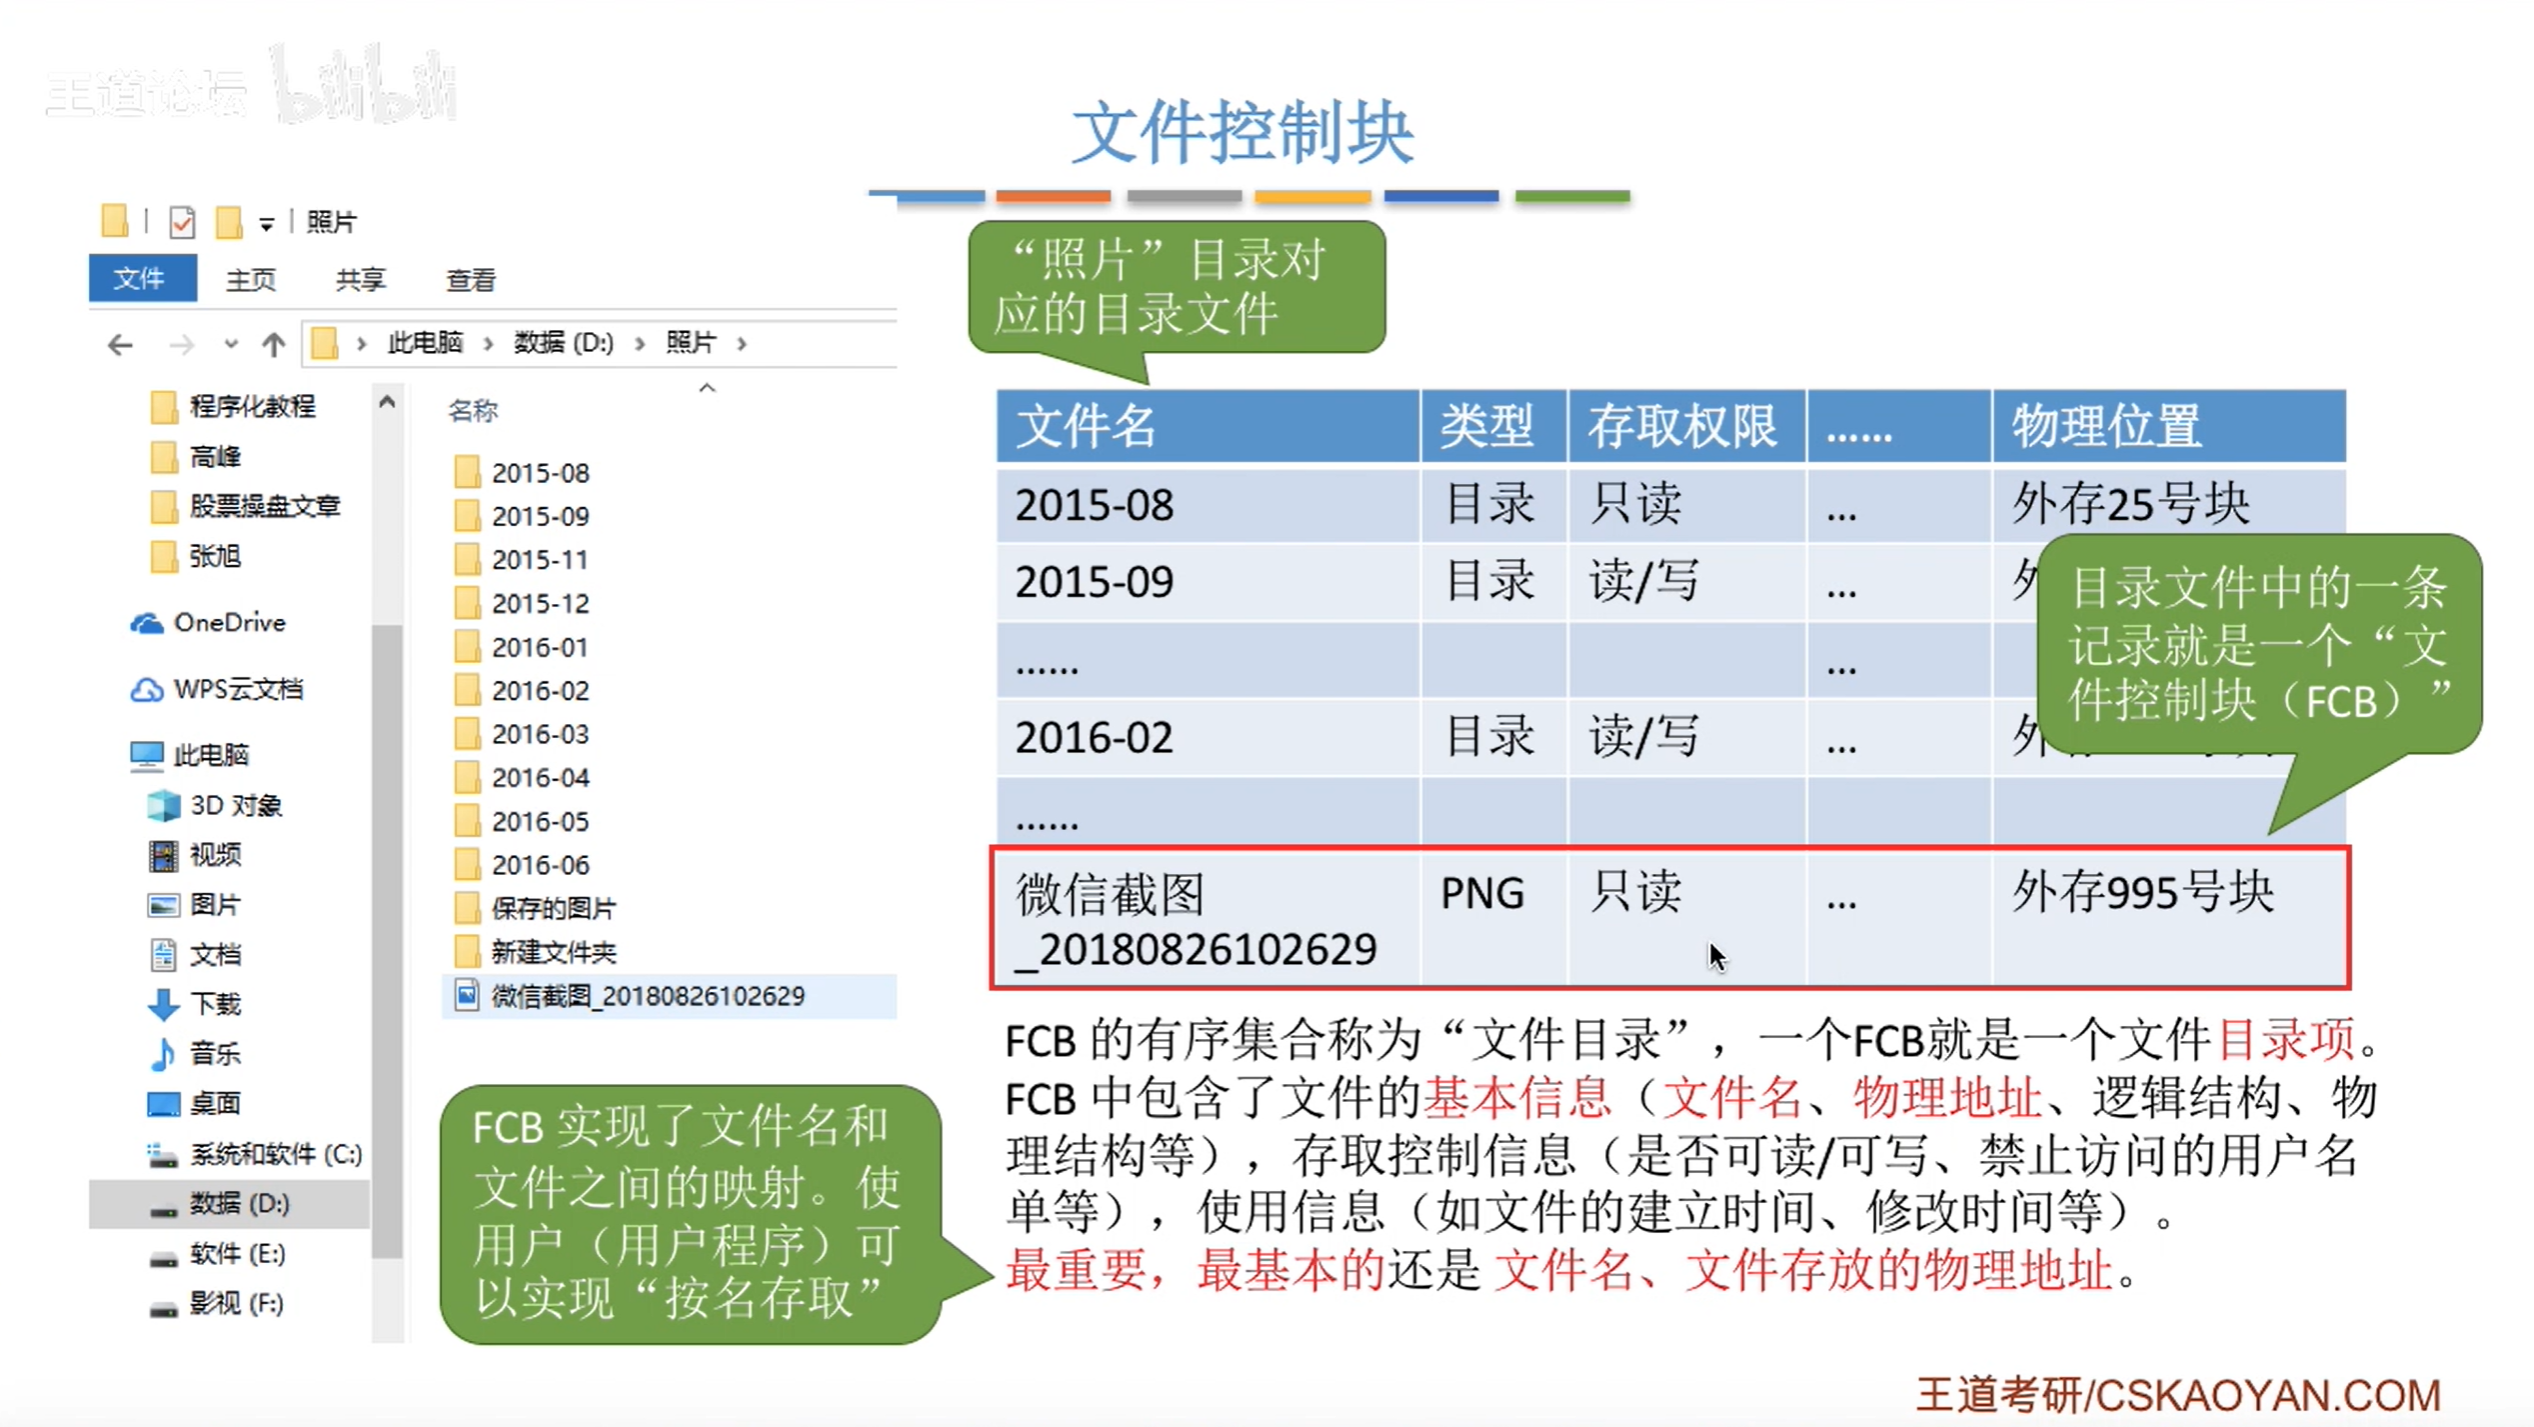 王道论坛 bilibili
文件控制块
照片
文件 主页 共享 查看
此电脑 数据 (D:) 照片
程序化教程
高峰
股票操盘文章
张旭
OneDrive
WPS云文档
此电脑
3D 对象
视频
图片
文档
下载
音乐
桌面
系统和软件 (C:)
数据 (D:)
软件 (E:)
影视 (F:)
名称
2015-08
2015-09
2015-11
2015-12
2016-01
2016-02
2016-03
2016-04
2016-05
2016-06
保存的图片
新建文件夹
微信截图_20180826102629
“照片”目录对
应的目录文件
文件名 类型 存取权限 …… 物理位置
2015-08 目录 只读 … 外存25号块
2015-09 目录 读/写 … 外
…… …
2016-02 目录 读/写 … 外
……
微信截图 PNG 只读 … 外存995号块
_20180826102629
目录文件中的一条
记录就是一个“文
件控制块（FCB）”
FCB 的有序集合称为“文件目录”，一个FCB就是一个文件目录项。
FCB 中包含了文件的基本信息（文件名、物理地址、逻辑结构、物
理结构等），存取控制信息（是否可读/可写、禁止访问的用户名
单等），使用信息（如文件的建立时间、修改时间等）。
最重要，最基本的还是 文件名、文件存放的物理地址。
FCB 实现了文件名和
文件之间的映射。使
用户（用户程序）可
以实现“按名存取”
王道考研/CSKAOYAN.COM